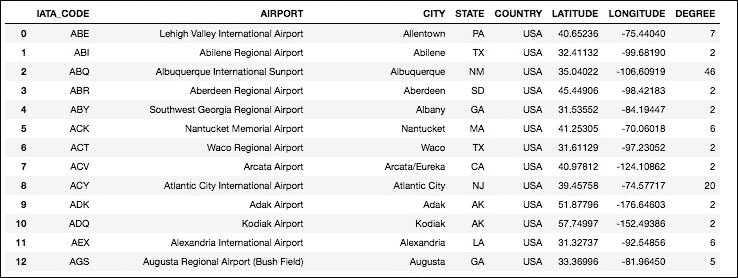 IATA_CODE AIRPORT CITY STATE COUNTRY LATITUDE LONGITUDE DEGREE
0 ABE Lehigh Valley International Airport Allentown PA USA 40.65236 -75.44040 7
1 ABI Abilene Regional Airport Abilene TX USA 32.41132 -99.68190 2
2 ABQ Albuquerque International Sunport Albuquerque NM USA 35.04022 -106.60919 46
3 ABR Aberdeen Regional Airport Aberdeen SD USA 45.44906 -98.42183 2
4 ABY Southwest Georgia Regional Airport Albany GA USA 31.53552 -84.19447 2
5 ACK Nantucket Memorial Airport Nantucket MA USA 41.25305 -70.06018 6
6 ACT Waco Regional Airport Waco TX USA 31.61129 -97.23052 2
7 ACV Arcata Airport Arcata/Eureka CA USA 40.97812 -124.10862 2
8 ACY Atlantic City International Airport Atlantic City NJ USA 39.45758 -74.57717 20
9 ADK Adak Airport Adak AK USA 51.87796 -176.64603 2
10 ADQ Kodiak Airport Kodiak AK USA 57.74997 -152.49386 2
11 AEX Alexandria International Airport Alexandria LA USA 31.32737 -92.54856 6
12 AGS Augusta Regional Airport (Bush Field) Augusta GA USA 33.36996 -81.96450 5